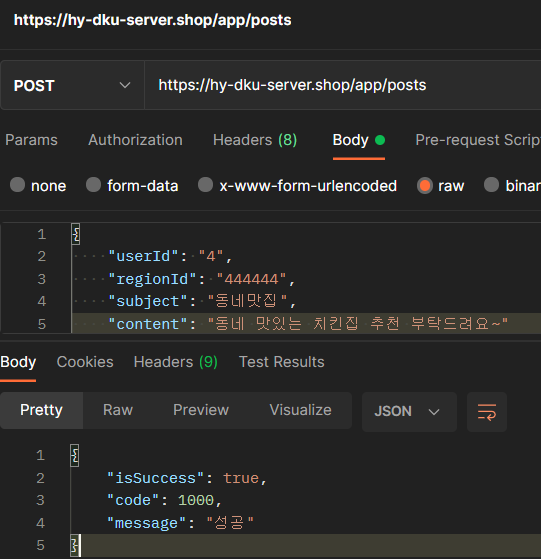 https://hy-dku-server.shop/app/posts
POST https://hy-dku-server.shop/app/posts
Params Authorization Headers (8) Body Pre-request Script
none form-data x-www-form-urlencoded raw binar
1 {
2 "userId": "4",
3 "regionId": "444444",
4 "subject": "동네맛집",
5 "content": "동네 맛있는 치킨집 추천 부탁드려요~"
Body Cookies Headers (9) Test Results
Pretty Raw Preview Visualize JSON
1 {
2 "isSuccess": true,
3 "code": 1000,
4 "message": "성공"
5 }